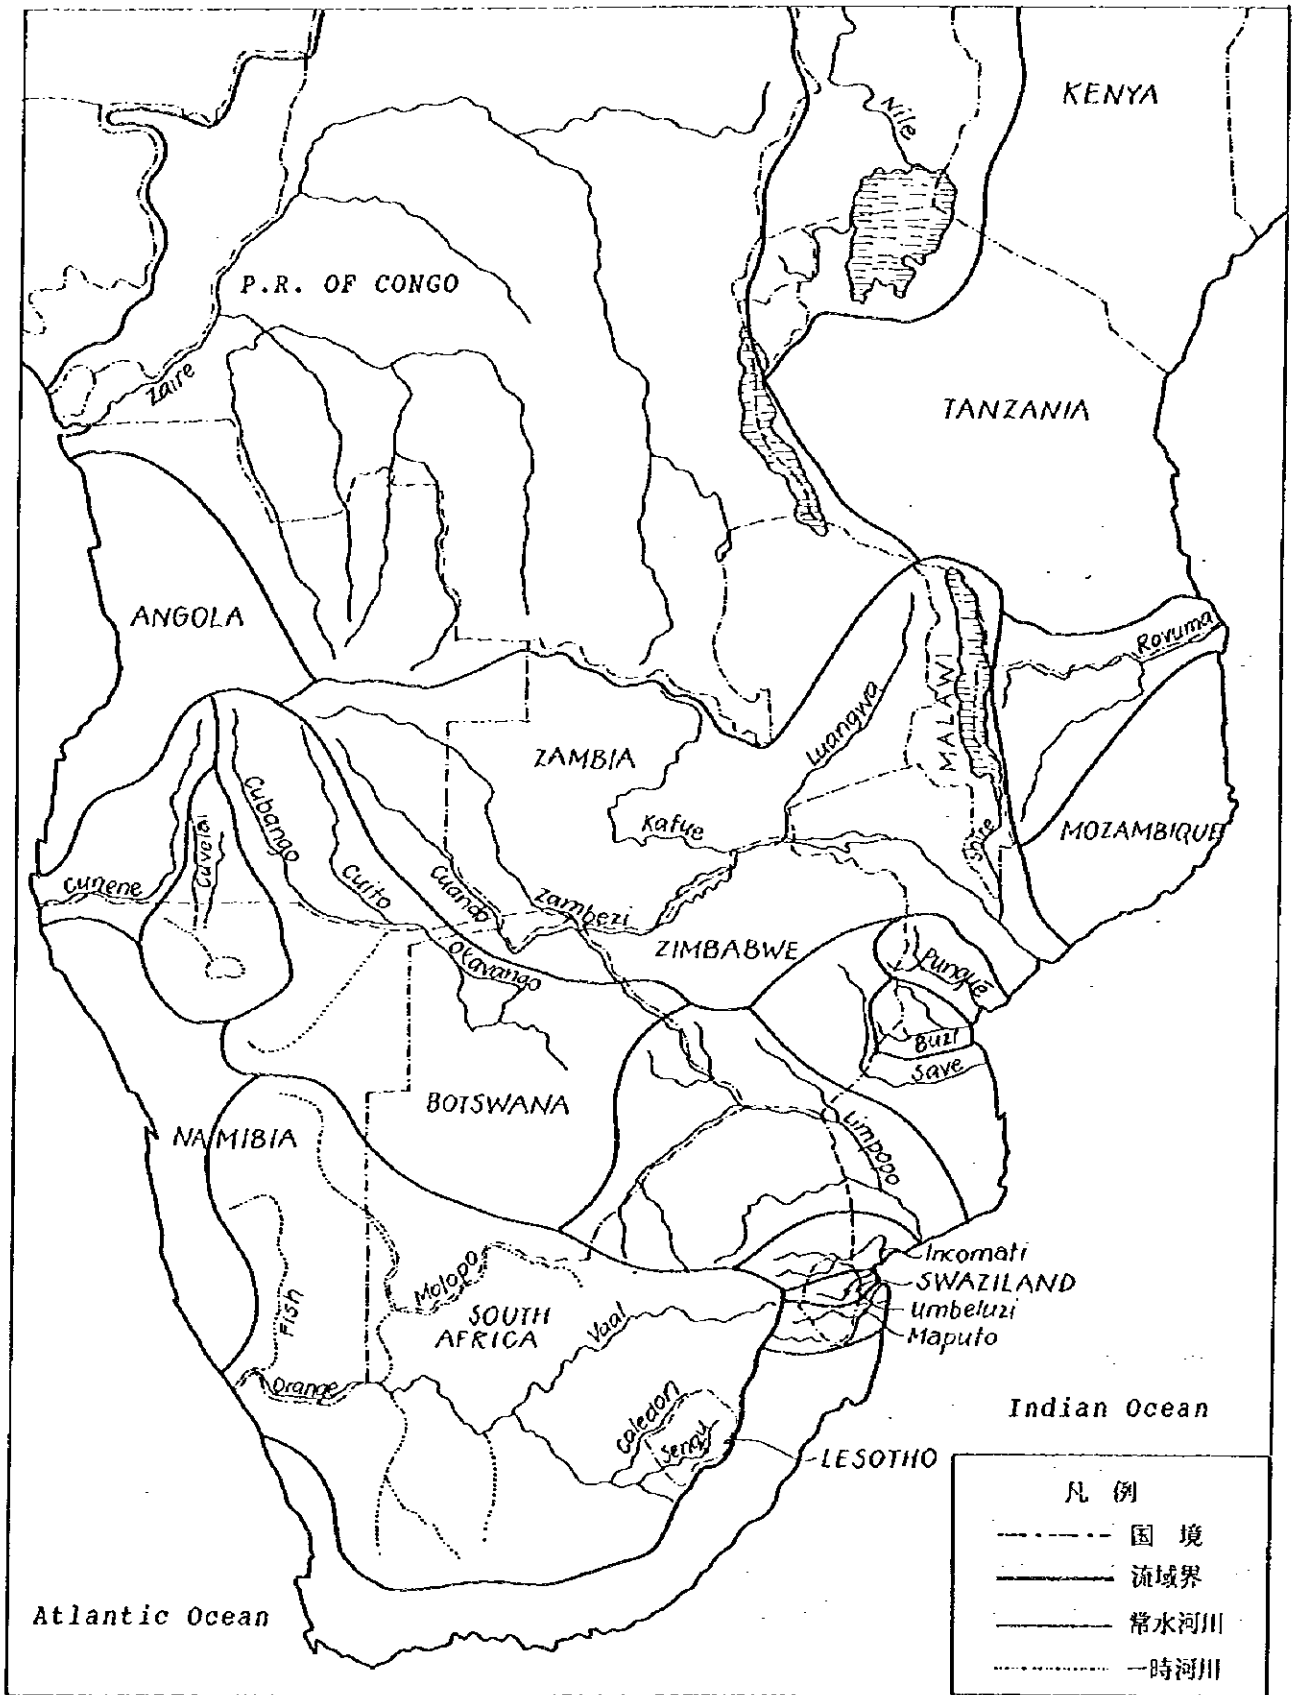 KENYA
Nile
P.R. OF CONGO
Zaire
TANZANIA
ANGOLA
Rovuma
MALAWI
Luangwa
ZAMBIA
Cubango
Cuvelai
Kafue
Shire
MOZAMBIQUE
Cunene
Cuito
Cuando
Zambezi
ZIMBABWE
Okavango
Pungue
Buzi
Save
BOTSWANA
NAMIBIA
Limpopo
Incomati
SWAZILAND
Umbeluzi
Maputo
Molopo
SOUTH
AFRICA
Vaal
Fish
Orange
Caledon
Senqu
LESOTHO
Indian Ocean
Atlantic Ocean
凡 例
国 境
流域界
常水河川
一時河川